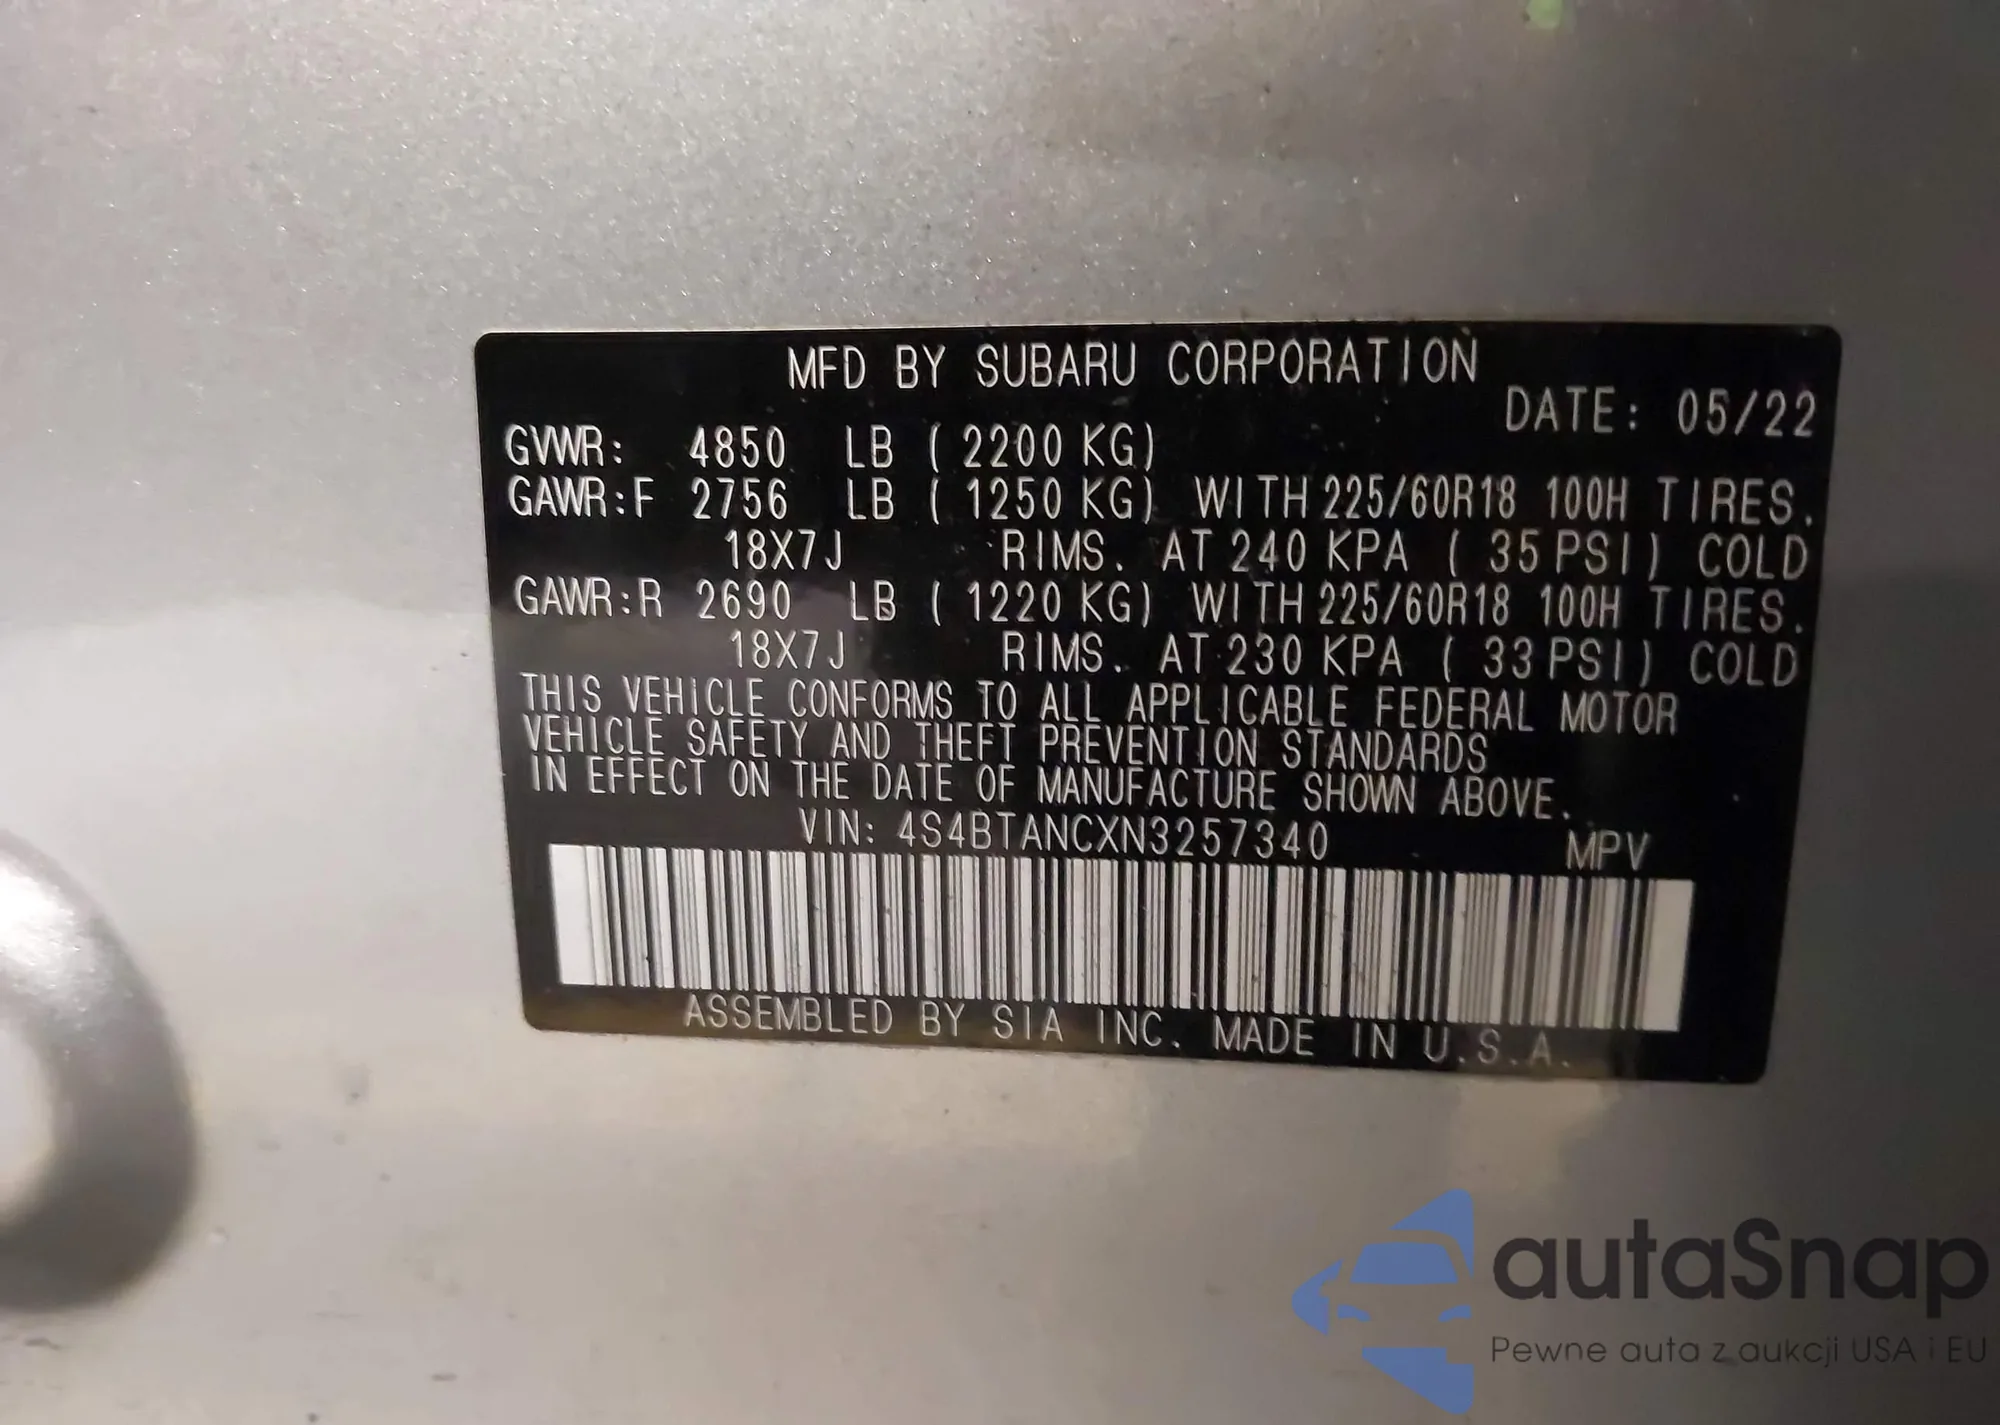 MFD BY SUBARU CORPORATION
DATE: 05/22
GVWR: 4850 LB ( 2200 KG)
GAWR:F 2756 LB ( 1250 KG) WITH 225/60R18 100H TIRES.
18X7J RIMS. AT 240 KPA ( 35 PSI) COLD
GAWR:R 2690 LB ( 1220 KG) WITH 225/60R18 100H TIRES.
18X7J RIMS. AT 230 KPA ( 33 PSI) COLD
THIS VEHICLE CONFORMS TO ALL APPLICABLE FEDERAL MOTOR
VEHICLE SAFETY AND THEFT PREVENTION STANDARDS
IN EFFECT ON THE DATE OF MANUFACTURE SHOWN ABOVE.
VIN: 4S4BTANCXN3257340 MPV
ASSEMBLED BY SIA INC. MADE IN U.S.A.
autaSnap
Pewne auta z aukcji USA i EU